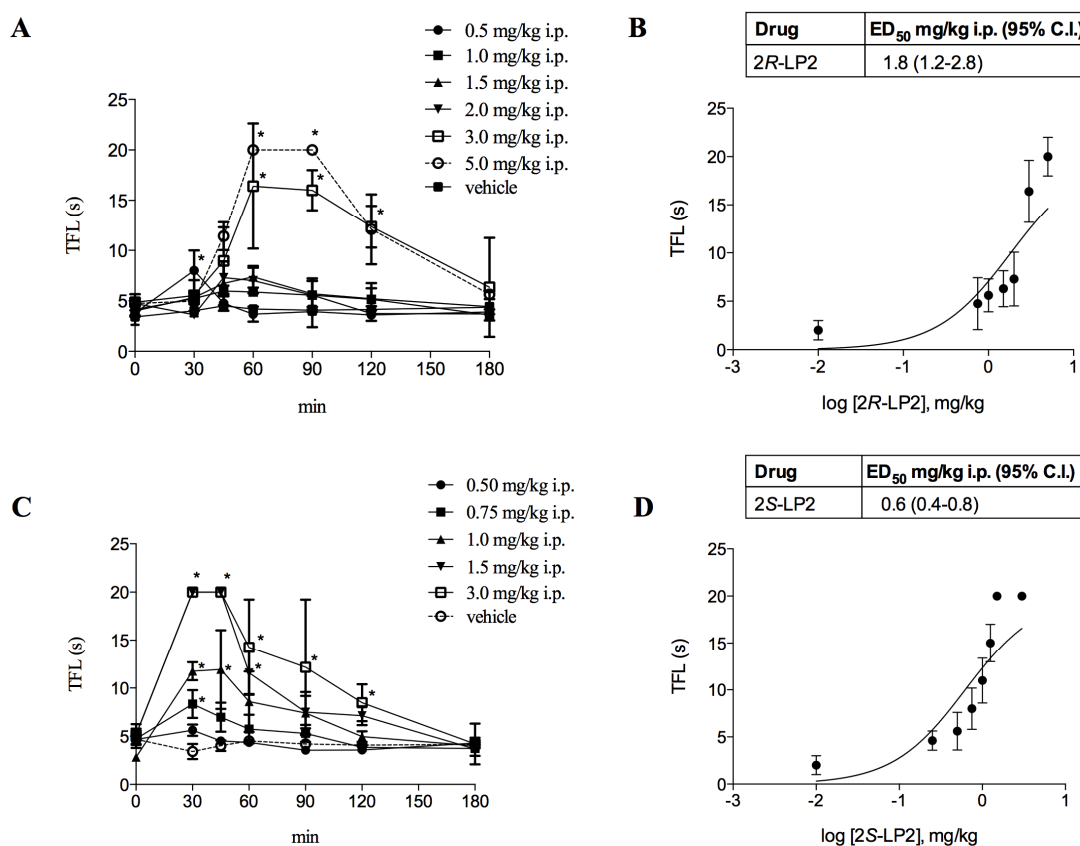 A
0.5 mg/kg i.p.
1.0 mg/kg i.p.
1.5 mg/kg i.p.
2.0 mg/kg i.p.
3.0 mg/kg i.p.
5.0 mg/kg i.p.
vehicle
TFL (s)
25
20
15
10
5
0
* * * * * *
0 30 60 90 120 150 180
min
B
Drug ED50 mg/kg i.p. (95% C.I.)
2R-LP2 1.8 (1.2-2.8)
TFL (s)
25
20
15
10
5
0
-3 -2 -1 0 1
log [2R-LP2], mg/kg
C
0.50 mg/kg i.p.
0.75 mg/kg i.p.
1.0 mg/kg i.p.
1.5 mg/kg i.p.
3.0 mg/kg i.p.
vehicle
TFL (s)
25
20
15
10
5
0
* * * * * * * * *
0 30 60 90 120 150 180
min
D
Drug ED50 mg/kg i.p. (95% C.I.)
2S-LP2 0.6 (0.4-0.8)
TFL (s)
25
20
15
10
5
0
-3 -2 -1 0 1
log [2S-LP2], mg/kg